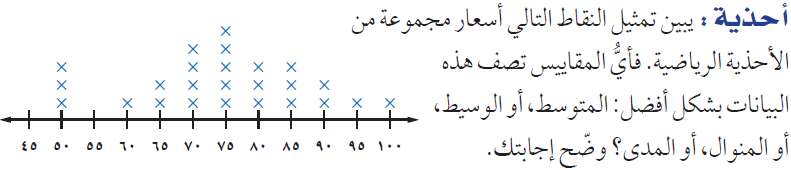 أحذية : يبين تمثيل النقاط التالي أسعار مجموعة من
الأحذية الرياضية. فأيُّ المقاييس تصف هذه
البيانات بشكل أفضل: المتوسط، أو الوسيط،
أو المنوال، أو المدى؟ وضّح إجابتك.
٤٥ ٥٠ ٥٥ ٦٠ ٦٥ ٧٠ ٧٥ ٨٠ ٨٥ ٩٠ ٩٥ ١٠٠